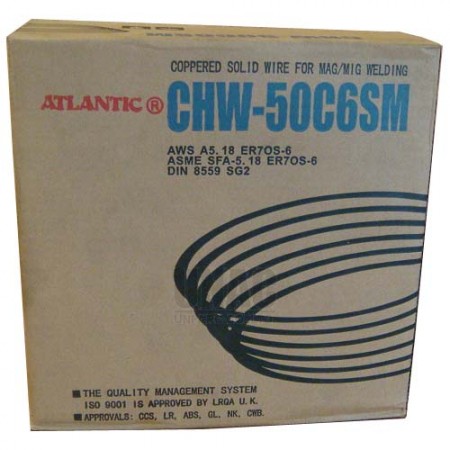 COPPERED SOLID WIRE FOR MAG/MIG WELDING
ATLANTIC® CHW-50C6SM
AWS A5.18 ER70S-6
ASME SFA-5.18 ER70S-6
DIN 8559 SG2
■THE QUALITY MANAGEMENT SYSTEM
ISO 9001 IS APPROVED BY LRQA U.K.
■APPROVALS: CCS, LR, ABS, GL, NK, CWB.